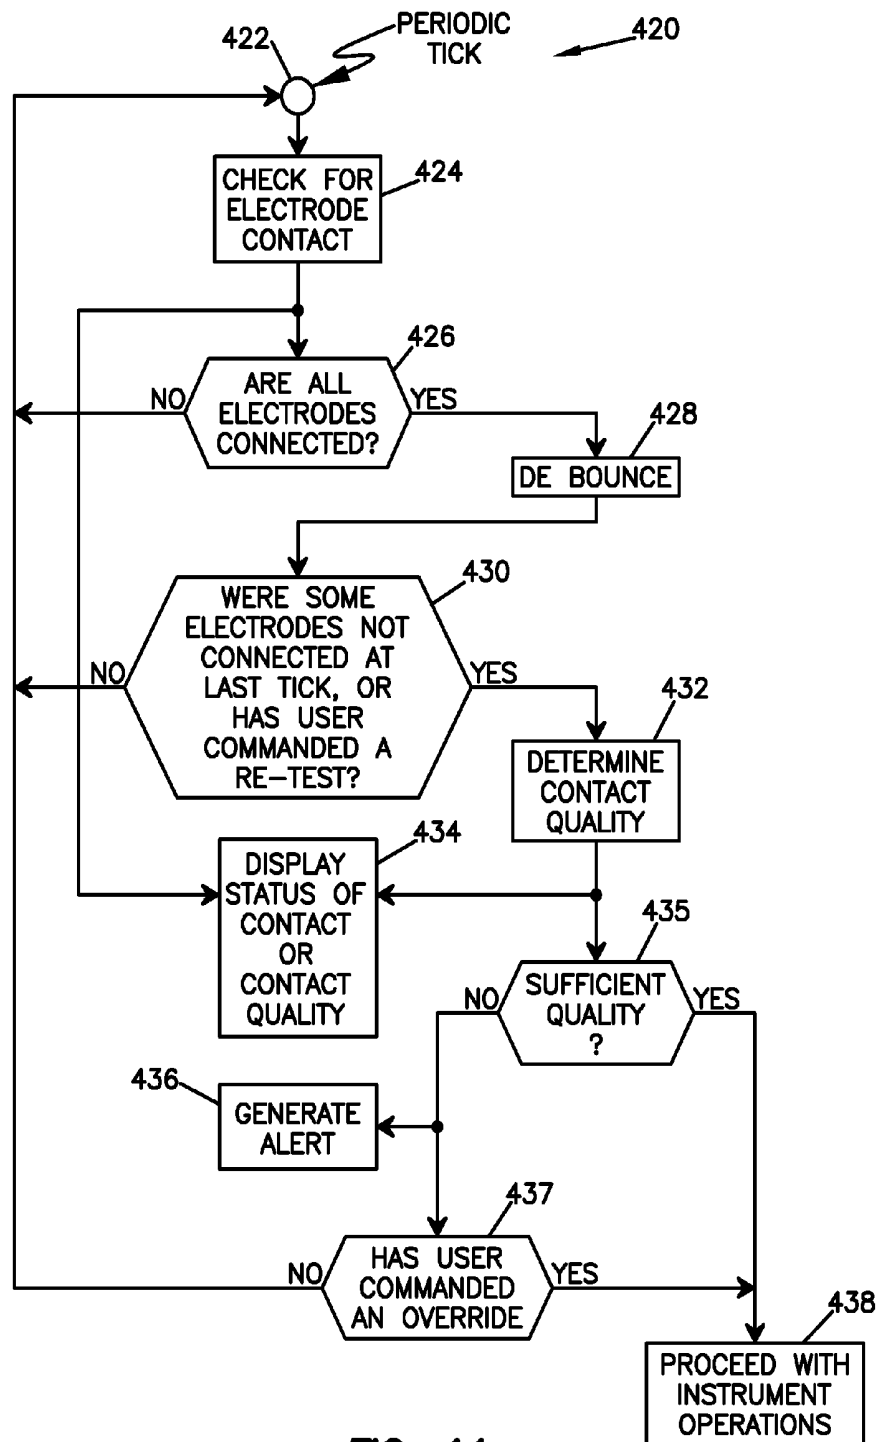 PERIODIC
TICK
422
420
CHECK FOR
ELECTRODE
CONTACT
424
426
ARE ALL
ELECTRODES
CONNECTED?
NO
YES
428
DE BOUNCE
430
WERE SOME
ELECTRODES NOT
CONNECTED AT
LAST TICK, OR
HAS USER
COMMANDED A
RE-TEST?
NO
YES
432
DETERMINE
CONTACT
QUALITY
434
DISPLAY
STATUS OF
CONTACT
OR
CONTACT
QUALITY
435
SUFFICIENT
QUALITY
?
NO
YES
436
GENERATE
ALERT
437
HAS USER
COMMANDED
AN OVERRIDE
NO
YES
438
PROCEED WITH
INSTRUMENT
OPERATIONS